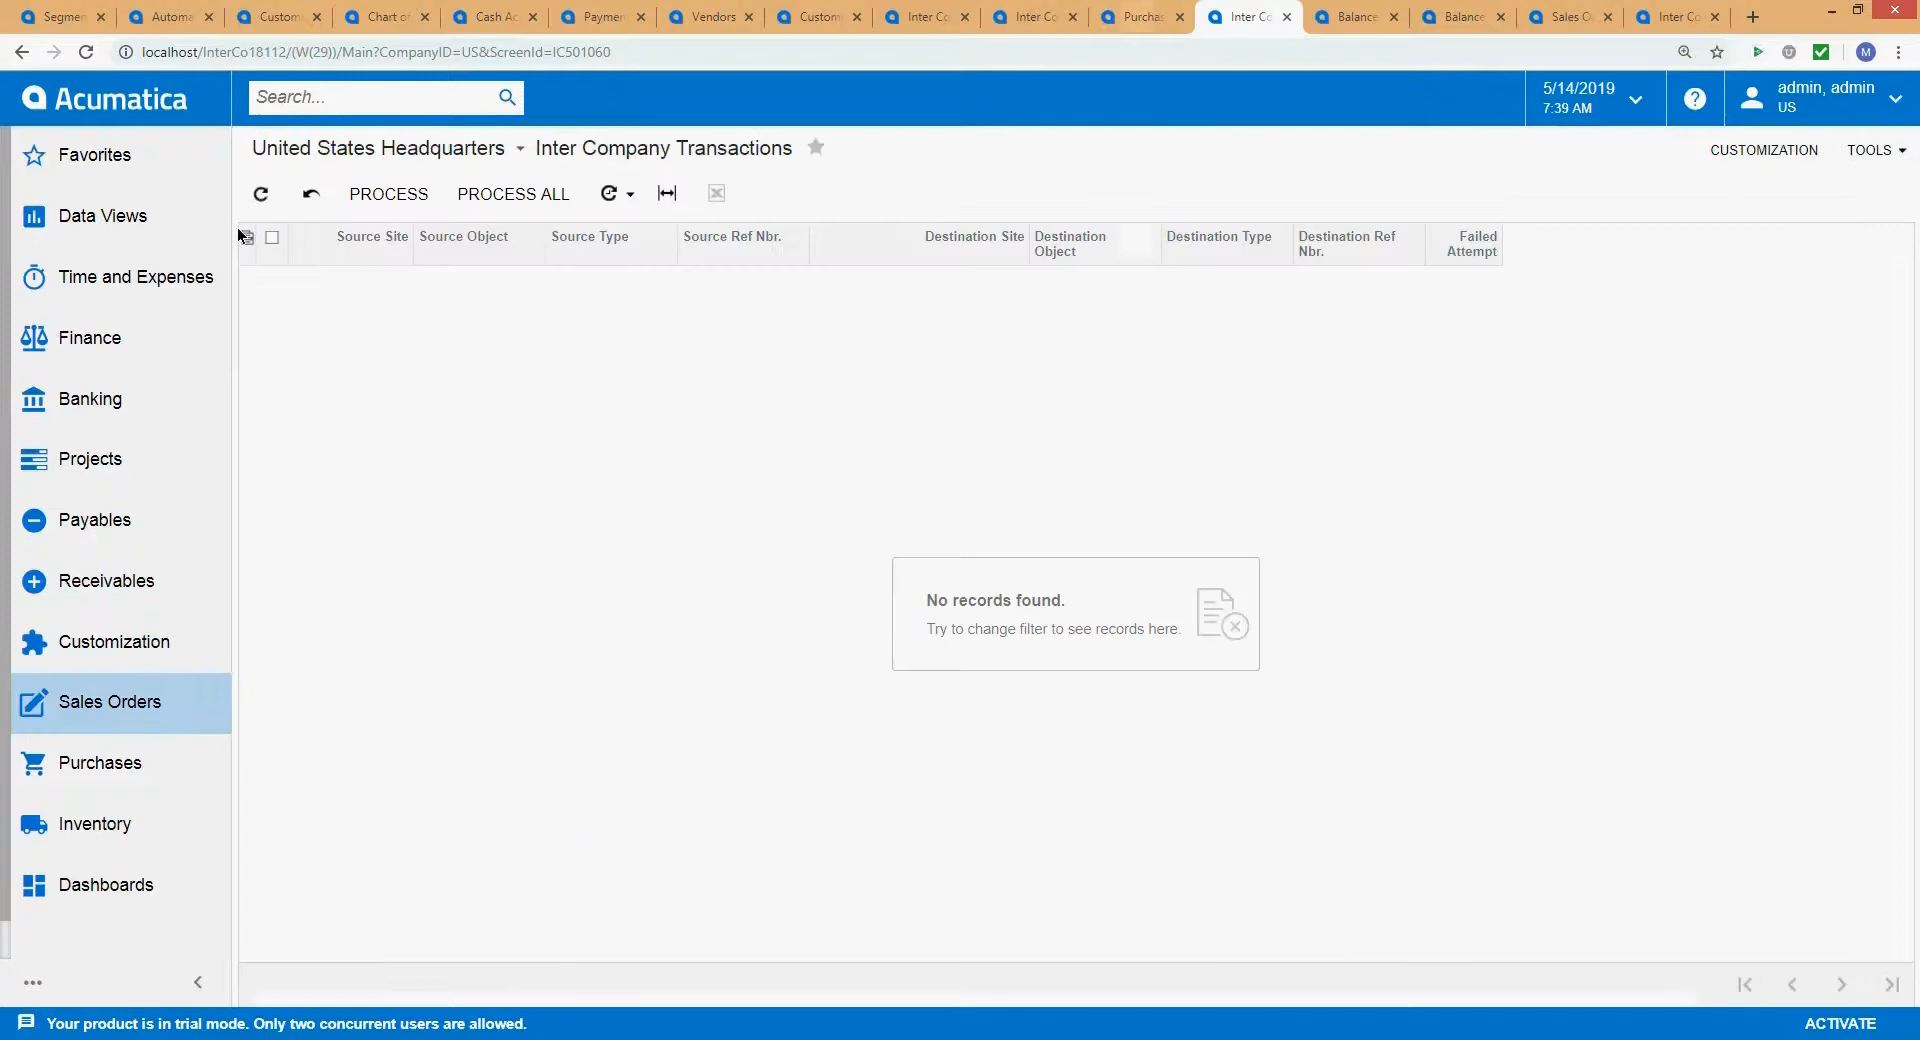 Segmen
Automa
Custom
Chart of
Cash Ac
Paymen
Vendors
Custom
Inter Co
Inter Co
Purchas
Inter Co
Balance
Balance
Sales O
Inter Co
localhost/InterCo18112/(W(29))/Main?CompanyID=US&ScreenId=IC501060
M
Acumatica
Search...
5/14/2019
7:39 AM
admin, admin
US
Favorites
Data Views
Time and Expenses
Finance
Banking
Projects
Payables
Receivables
Customization
Sales Orders
Purchases
Inventory
Dashboards
United States Headquarters
Inter Company Transactions
CUSTOMIZATION
TOOLS
PROCESS
PROCESS ALL
Source Site
Source Object
Source Type
Source Ref Nbr.
Destination Site
Destination
Object
Destination Type
Destination Ref
Nbr.
Failed
Attempt
No records found.
Try to change filter to see records here.
Your product is in trial mode. Only two concurrent users are allowed.
ACTIVATE